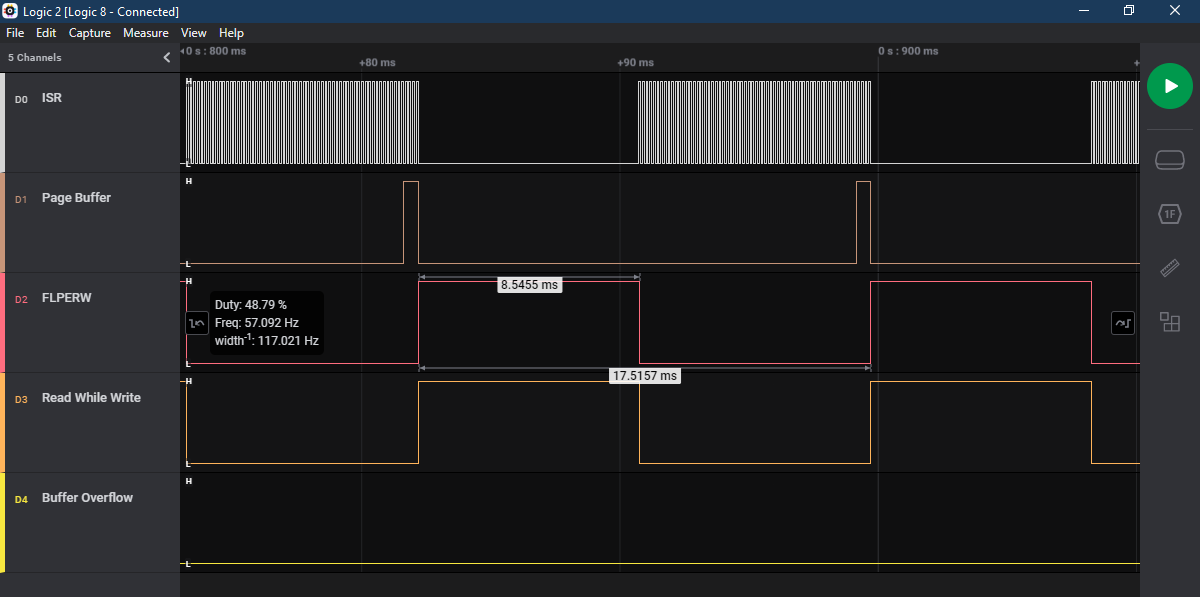 Logic 2 [Logic 8 - Connected]
File Edit Capture Measure View Help
5 Channels
0 s : 800 ms
0 s : 900 ms
+80 ms
+90 ms
+
D0 ISR
H
L
D1 Page Buffer
H
L
D2 FLPERW
H
L
8.5455 ms
Duty: 48.79 %
Freq: 57.092 Hz
width-1: 117.021 Hz
17.5157 ms
D3 Read While Write
H
L
D4 Buffer Overflow
H
L
1F